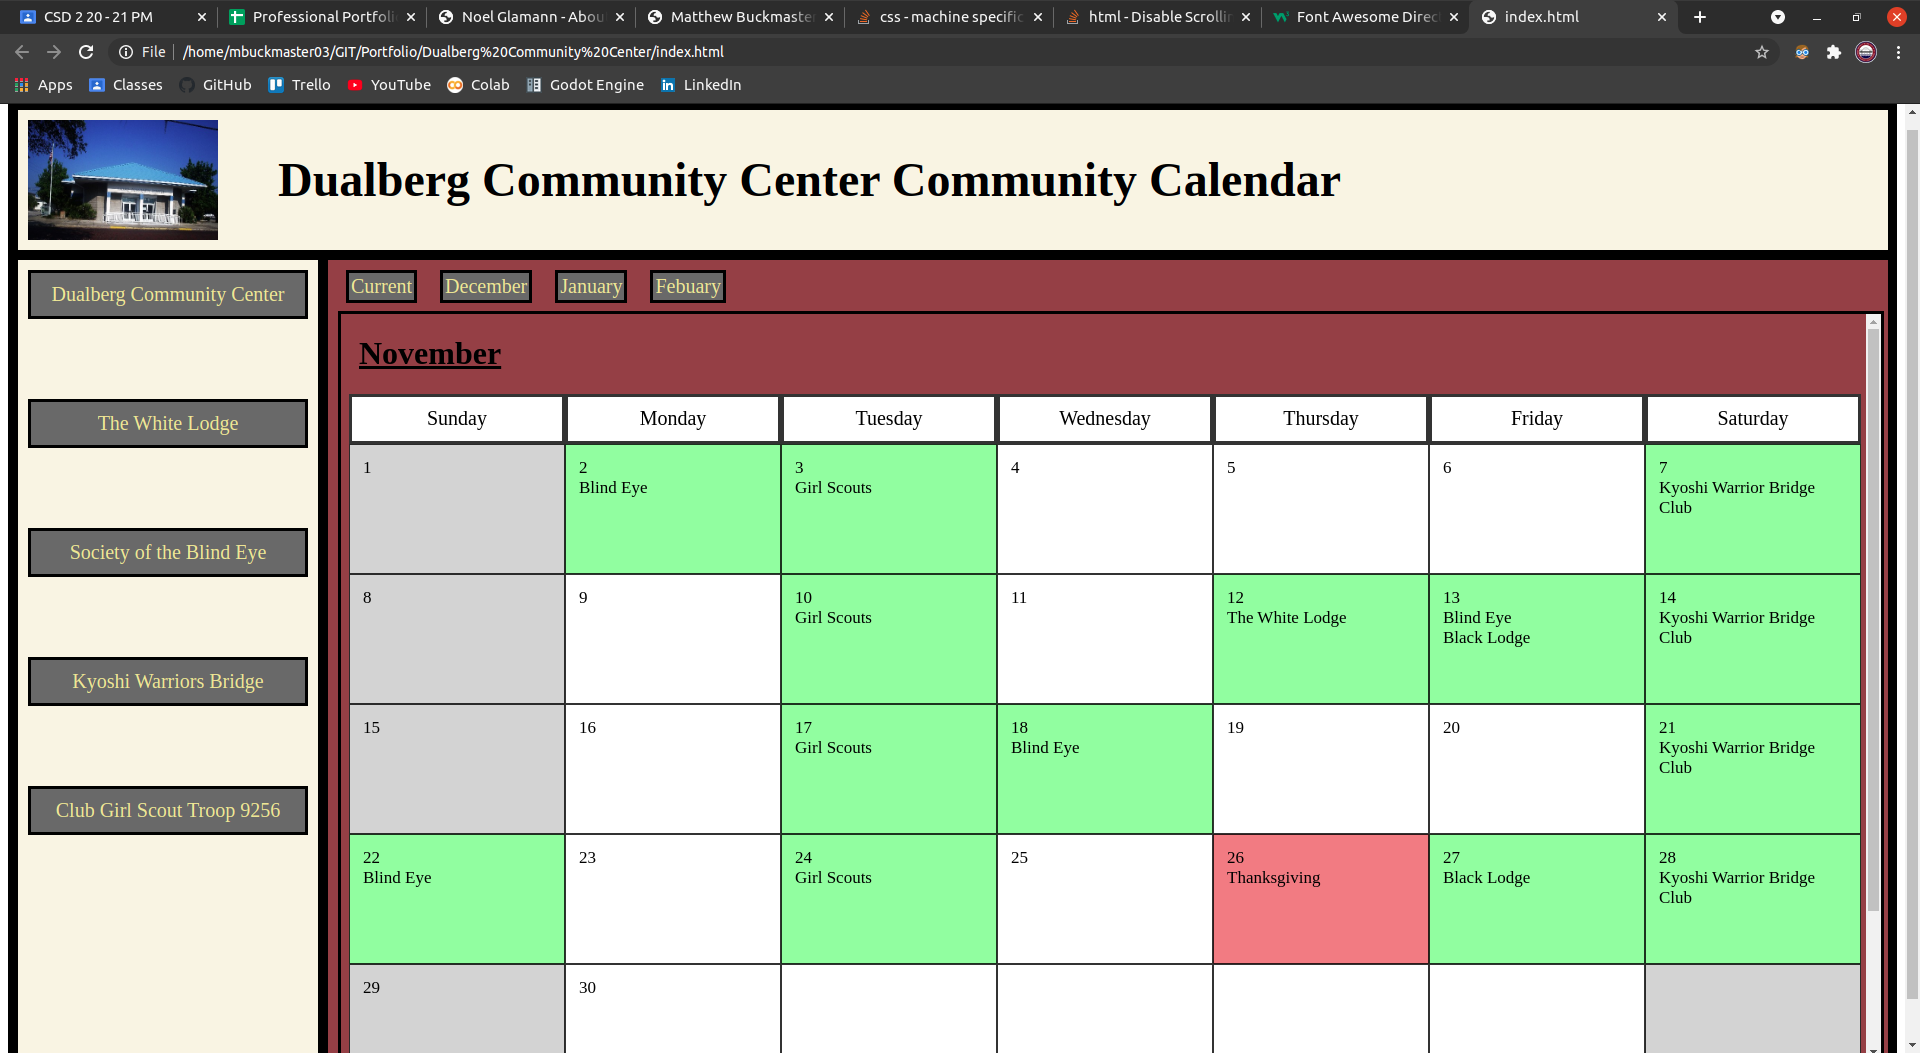 CSD 2 20 - 21 PM
Professional Portfoli
Noel Glamann - Abou
Matthew Buckmaste
css - machine specific
html - Disable Scrollin
Font Awesome Direc
index.html
File
/home/mbuckmaster03/GIT/Portfolio/Dualberg%20Community%20Center/index.html
Apps
Classes
GitHub
Trello
YouTube
Colab
Godot Engine
LinkedIn
Dualberg Community Center Community Calendar
Dualberg Community Center
The White Lodge
Society of the Blind Eye
Kyoshi Warriors Bridge
Club Girl Scout Troop 9256
Current
December
January
Febuary
November
Sunday
Monday
Tuesday
Wednesday
Thursday
Friday
Saturday
1
2
Blind Eye
3
Girl Scouts
4
5
6
7
Kyoshi Warrior Bridge
Club
8
9
10
Girl Scouts
11
12
The White Lodge
13
Blind Eye
Black Lodge
14
Kyoshi Warrior Bridge
Club
15
16
17
Girl Scouts
18
Blind Eye
19
20
21
Kyoshi Warrior Bridge
Club
22
Blind Eye
23
24
Girl Scouts
25
26
Thanksgiving
27
Black Lodge
28
Kyoshi Warrior Bridge
Club
29
30